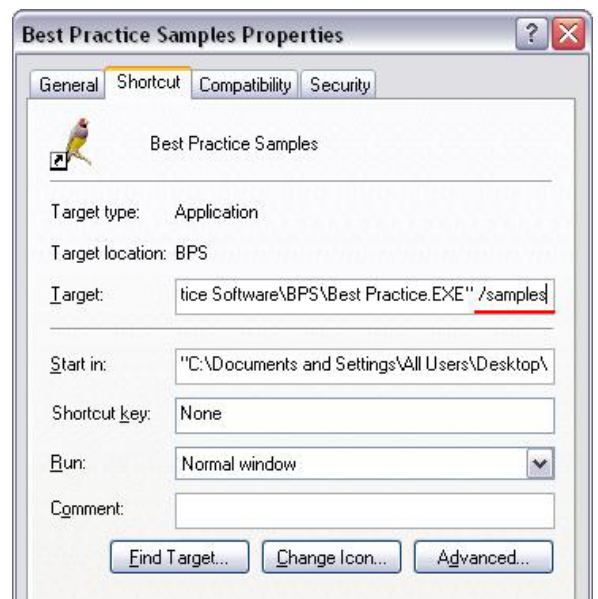 Best Practice Samples Properties
General Shortcut Compatibility Security
Best Practice Samples
Target type: Application
Target location: BPS
Target: tice Software\BPS\Best Practice.EXE" /samples
Start in: "C:\Documents and Settings\All Users\Desktop\
Shortcut key: None
Run: Normal window
Comment:
Find Target... Change Icon... Advanced...